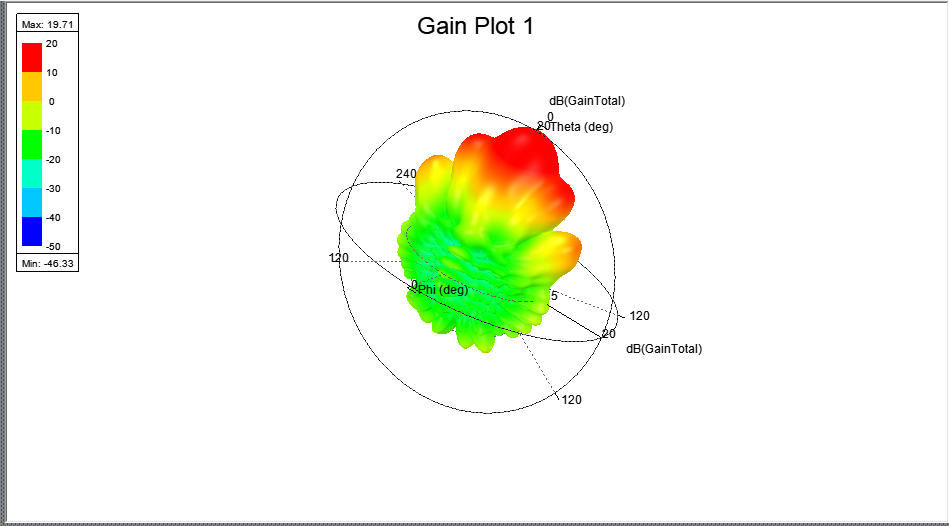 Gain Plot 1
Max: 19.71
20
10
0
-10
-20
-30
-40
-50
Min: -46.33
dB(GainTotal)
0
20
Theta (deg)
240
120
0
Phi (deg)
5
120
20
dB(GainTotal)
120